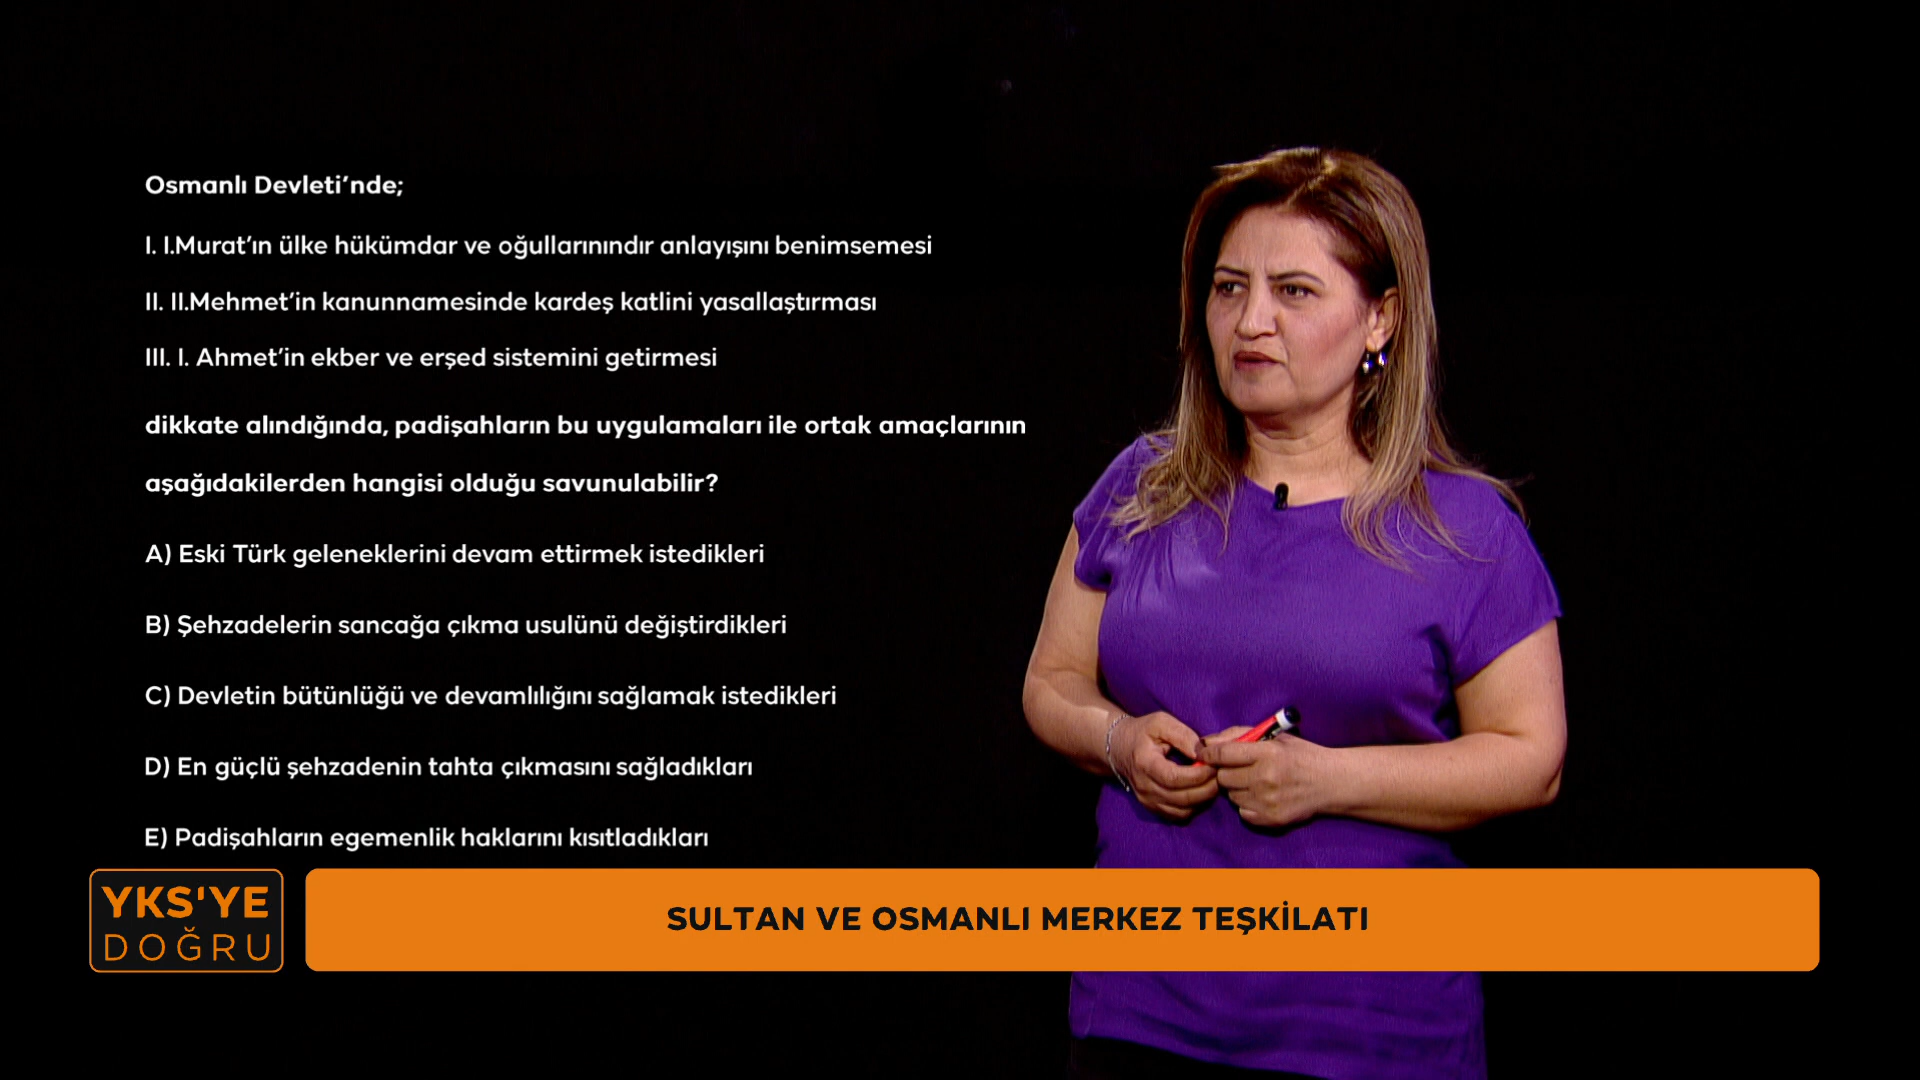 Osmanlı Devleti’nde;
I. I.Murat’ın ülke hükümdar ve oğullarınındır anlayışını benimsemesi
II. II.Mehmet’in kanunnamesinde kardeş katlini yasallaştırması
III. I. Ahmet’in ekber ve erşed sistemini getirmesi
dikkate alındığında, padişahların bu uygulamaları ile ortak amaçlarının
aşağıdakilerden hangisi olduğu savunulabilir?
A) Eski Türk geleneklerini devam ettirmek istedikleri
B) Şehzadelerin sancağa çıkma usulünü değiştirdikleri
C) Devletin bütünlüğü ve devamlılığını sağlamak istedikleri
D) En güçlü şehzadenin tahta çıkmasını sağladıkları
E) Padişahların egemenlik haklarını kısıtladıkları
YKS'YE
DOĞRU
SULTAN VE OSMANLI MERKEZ TEŞKİLATI